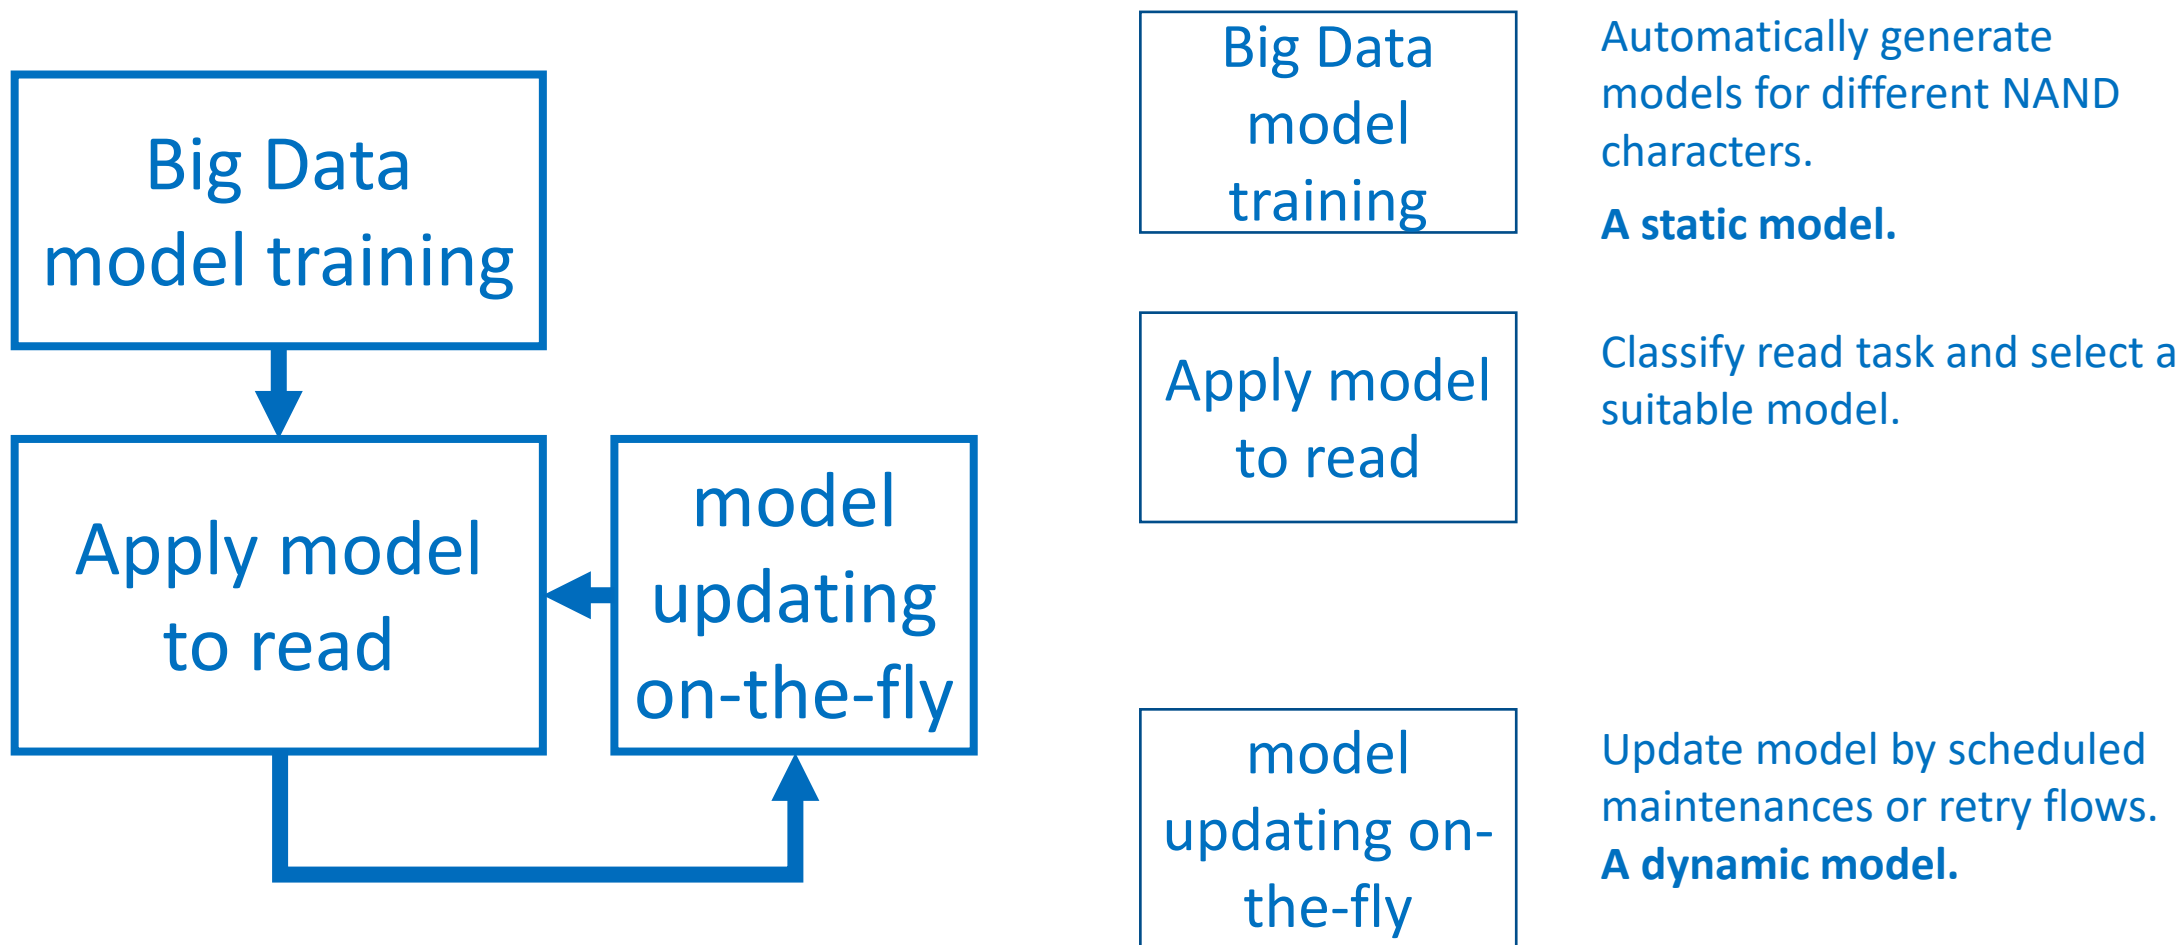 Big Data
model training
Apply model
to read
model
updating
on-the-fly
Big Data
model
training
Automatically generate
models for different NAND
characters.
A static model.
Apply model
to read
Classify read task and select a
suitable model.
model
updating on-
the-fly
Update model by scheduled
maintenances or retry flows.
A dynamic model.